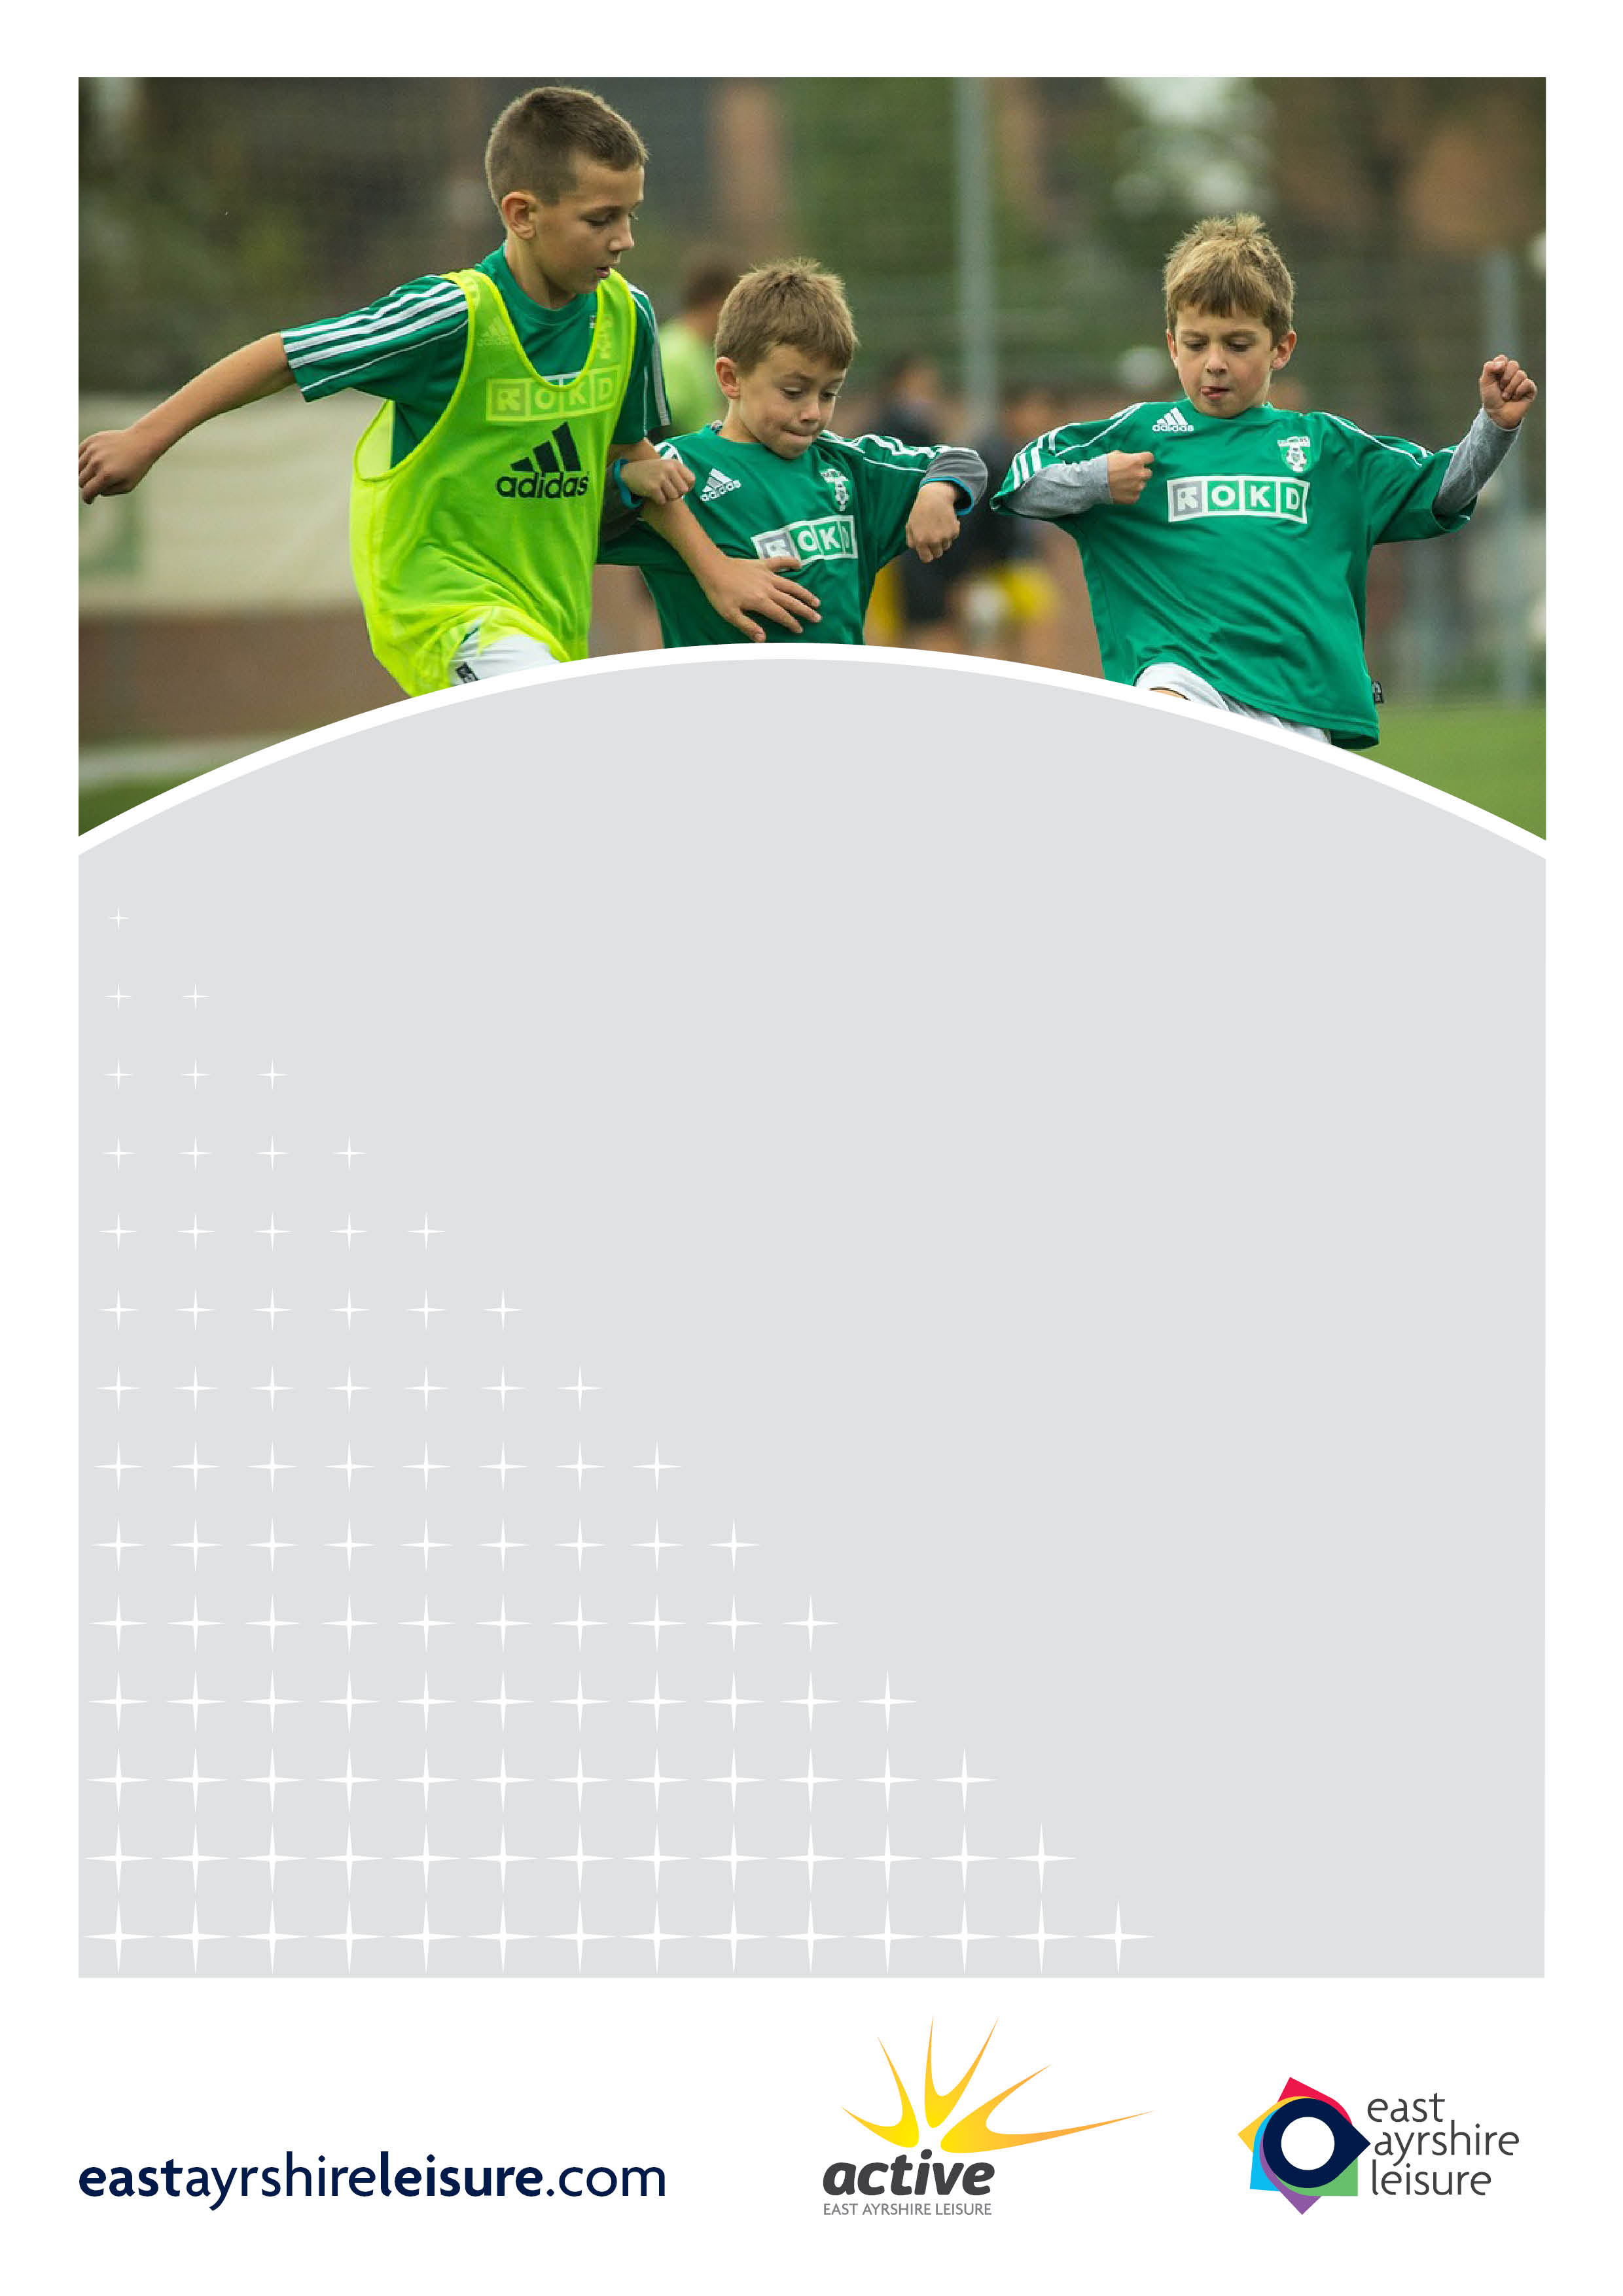 ROKD
adidas
adidas
ROKD
adidas
ROKD
eastayrshireleisure.com
active
EAST AYRSHIRE LEISURE
east
ayrshire
leisure